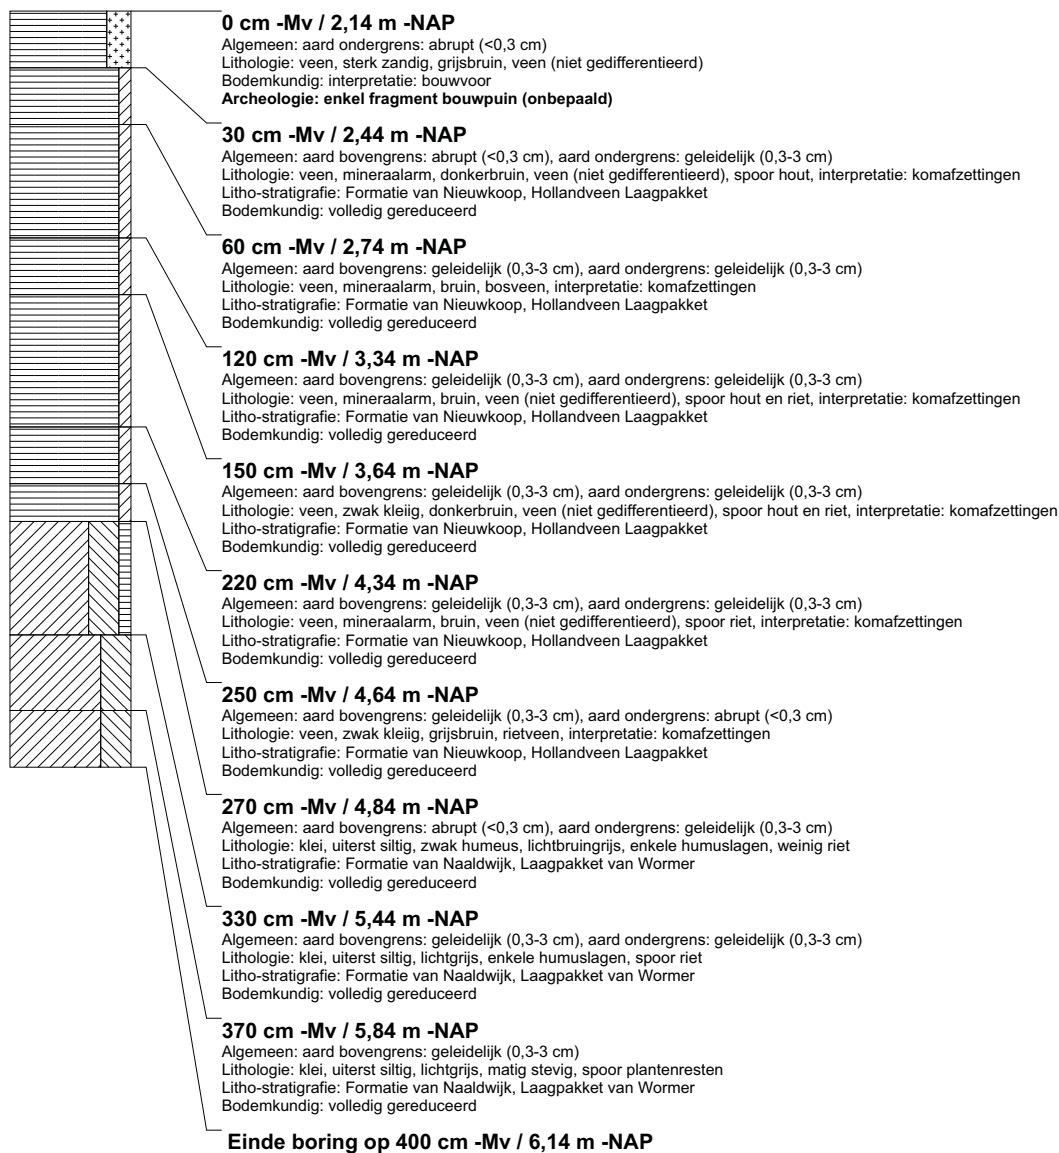 0 cm -Mv / 2,14 m -NAP
Algemeen: aard ondergrens: abrupt (<0,3 cm)
Lithologie: veen, sterk zandig, grijsbruin, veen (niet gedifferentieerd)
Bodemkundig: interpretatie: bouwvoor
Archeologie: enkel fragment bouwpuin (onbepaald)
30 cm -Mv / 2,44 m -NAP
Algemeen: aard bovengrens: abrupt (<0,3 cm), aard ondergrens: geleidelijk (0,3-3 cm)
Lithologie: veen, mineraalarm, donkerbruin, veen (niet gedifferentieerd), spoor hout, interpretatie: komafzettingen
Litho-stratigrafie: Formatie van Nieuwkoop, Hollandveen Laagpakket
Bodemkundig: volledig gereduceerd
60 cm -Mv / 2,74 m -NAP
Algemeen: aard bovengrens: geleidelijk (0,3-3 cm), aard ondergrens: geleidelijk (0,3-3 cm)
Lithologie: veen, mineraalarm, bruin, bosveen, interpretatie: komafzettingen
Litho-stratigrafie: Formatie van Nieuwkoop, Hollandveen Laagpakket
Bodemkundig: volledig gereduceerd
120 cm -Mv / 3,34 m -NAP
Algemeen: aard bovengrens: geleidelijk (0,3-3 cm), aard ondergrens: geleidelijk (0,3-3 cm)
Lithologie: veen, mineraalarm, bruin, veen (niet gedifferentieerd), spoor hout en riet, interpretatie: komafzettingen
Litho-stratigrafie: Formatie van Nieuwkoop, Hollandveen Laagpakket
Bodemkundig: volledig gereduceerd
150 cm -Mv / 3,64 m -NAP
Algemeen: aard bovengrens: geleidelijk (0,3-3 cm), aard ondergrens: geleidelijk (0,3-3 cm)
Lithologie: veen, zwak kleiig, donkerbruin, veen (niet gedifferentieerd), spoor hout en riet, interpretatie: komafzettingen
Litho-stratigrafie: Formatie van Nieuwkoop, Hollandveen Laagpakket
Bodemkundig: volledig gereduceerd
220 cm -Mv / 4,34 m -NAP
Algemeen: aard bovengrens: geleidelijk (0,3-3 cm), aard ondergrens: geleidelijk (0,3-3 cm)
Lithologie: veen, mineraalarm, bruin, veen (niet gedifferentieerd), spoor riet, interpretatie: komafzettingen
Litho-stratigrafie: Formatie van Nieuwkoop, Hollandveen Laagpakket
Bodemkundig: volledig gereduceerd
250 cm -Mv / 4,64 m -NAP
Algemeen: aard bovengrens: geleidelijk (0,3-3 cm), aard ondergrens: abrupt (<0,3 cm)
Lithologie: veen, zwak kleiig, grijsbruin, rietveen, interpretatie: komafzettingen
Litho-stratigrafie: Formatie van Nieuwkoop, Hollandveen Laagpakket
Bodemkundig: volledig gereduceerd
270 cm -Mv / 4,84 m -NAP
Algemeen: aard bovengrens: abrupt (<0,3 cm), aard ondergrens: geleidelijk (0,3-3 cm)
Lithologie: klei, uiterst siltig, zwak humeus, lichtbruingrijs, enkele humuslagen, weinig riet
Litho-stratigrafie: Formatie van Naaldwijk, Laagpakket van Wormer
Bodemkundig: volledig gereduceerd
330 cm -Mv / 5,44 m -NAP
Algemeen: aard bovengrens: geleidelijk (0,3-3 cm), aard ondergrens: geleidelijk (0,3-3 cm)
Lithologie: klei, uiterst siltig, lichtgrijs, enkele humuslagen, spoor riet
Litho-stratigrafie: Formatie van Naaldwijk, Laagpakket van Wormer
Bodemkundig: volledig gereduceerd
370 cm -Mv / 5,84 m -NAP
Algemeen: aard bovengrens: geleidelijk (0,3-3 cm)
Lithologie: klei, uiterst siltig, lichtgrijs, matig stevig, spoor plantenresten
Litho-stratigrafie: Formatie van Naaldwijk, Laagpakket van Wormer
Bodemkundig: volledig gereduceerd
Einde boring op 400 cm -Mv / 6,14 m -NAP